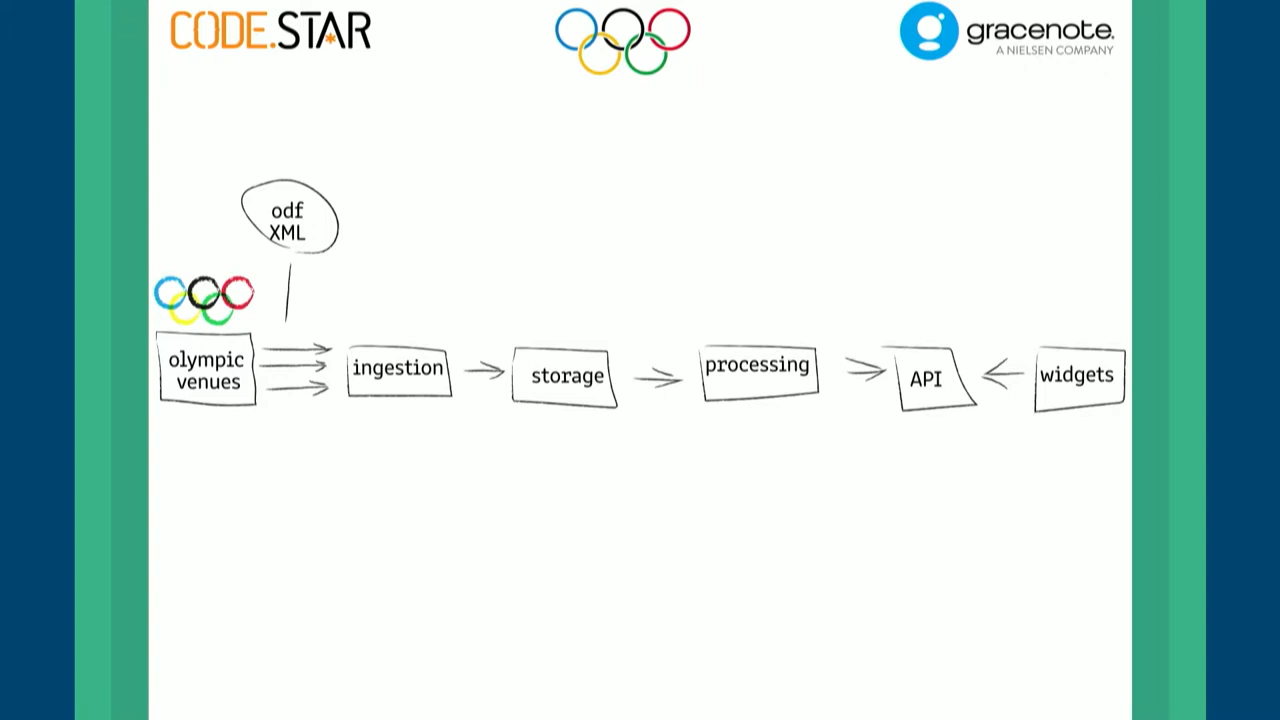 CODE.STAR
gracenote.
A NIELSEN COMPANY
odf
XML
olympic
venues
ingestion
storage
processing
API
widgets